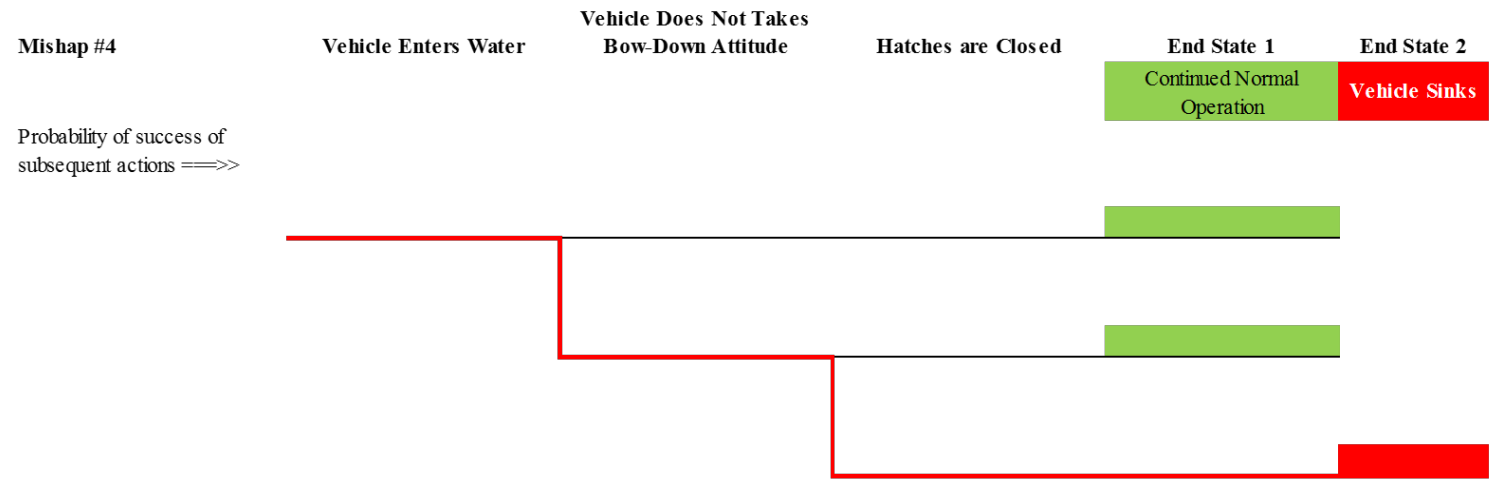 Mishap #4
Vehicle Enters Water
Vehicle Does Not Takes
Bow-Down Attitude
Hatches are Closed
End State 1
End State 2
Continued Normal
Operation
Vehicle Sinks
Probability of success of
subsequent actions ===>>